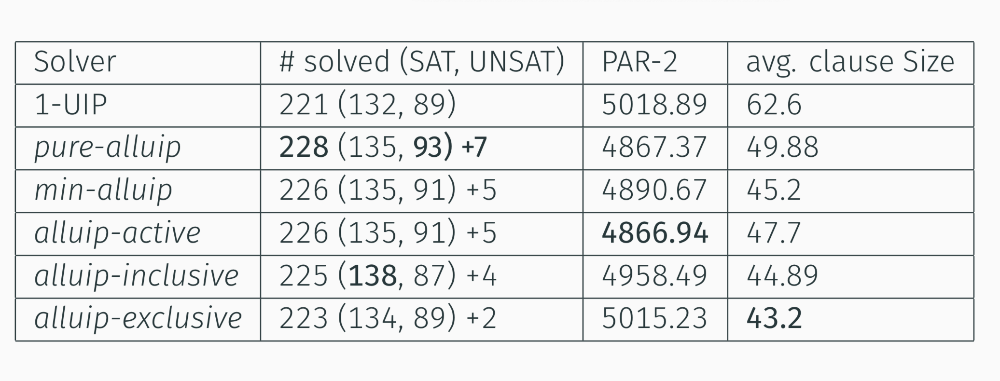 Solver # solved (SAT, UNSAT) PAR-2 avg. clause Size
1-UIP 221 (132, 89) 5018.89 62.6
pure-alluip 228 (135, 93) +7 4867.37 49.88
min-alluip 226 (135, 91) +5 4890.67 45.2
alluip-active 226 (135, 91) +5 4866.94 47.7
alluip-inclusive 225 (138, 87) +4 4958.49 44.89
alluip-exclusive 223 (134, 89) +2 5015.23 43.2